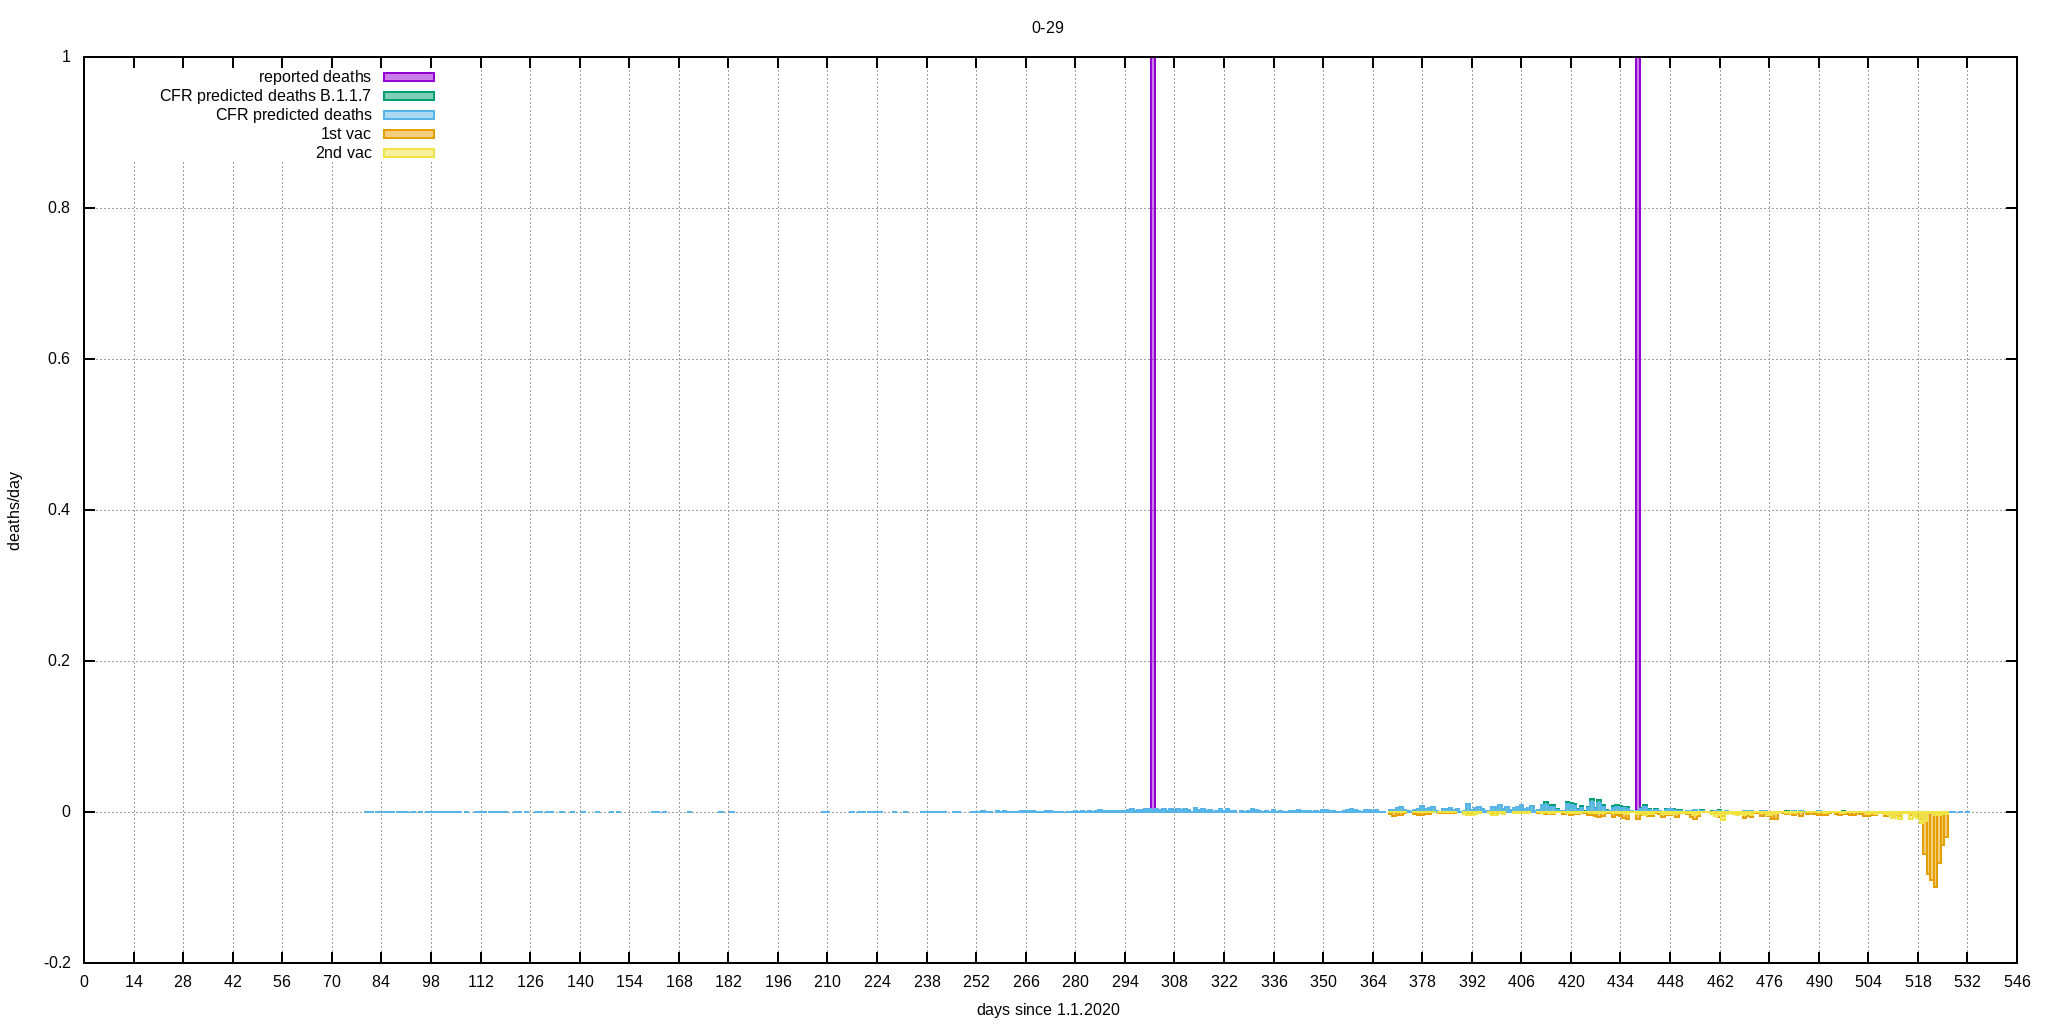 0-29
1
reported deaths
CFR predicted deaths B.1.1.7
CFR predicted deaths
1st vac
2nd vac
0.8
0.6
0.4
0.2
0
-0.2
deaths/day
0 14 28 42 56 70 84 98 112 126 140 154 168 182 196 210 224 238 252 266 280 294 308 322 336 350 364 378 392 406 420 434 448 462 476 490 504 518 532 546
days since 1.1.2020